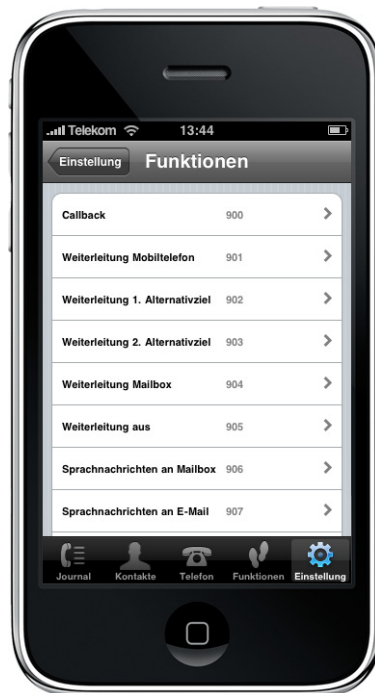 Telekom 13:44
Einstellung Funktionen
Callback 900
Weiterleitung Mobiltelefon 901
Weiterleitung 1. Alternativziel 902
Weiterleitung 2. Alternativziel 903
Weiterleitung Mailbox 904
Weiterleitung aus 905
Sprachnachrichten an Mailbox 906
Sprachnachrichten an E-Mail 907
Journal Kontakte Telefon Funktionen Einstellung